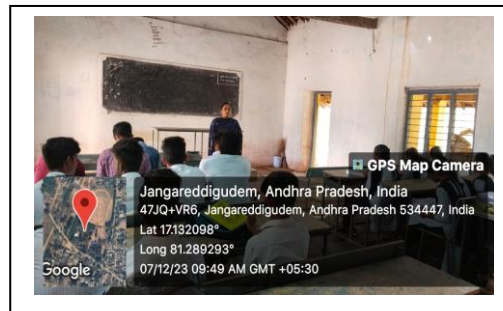 GPS Map Camera
Jangareddigudem, Andhra Pradesh, India
47JQ+VR6, Jangareddigudem, Andhra Pradesh 534447, India
Lat 17.132098°
Long 81.289293°
07/12/23 09:49 AM GMT +05:30
Google